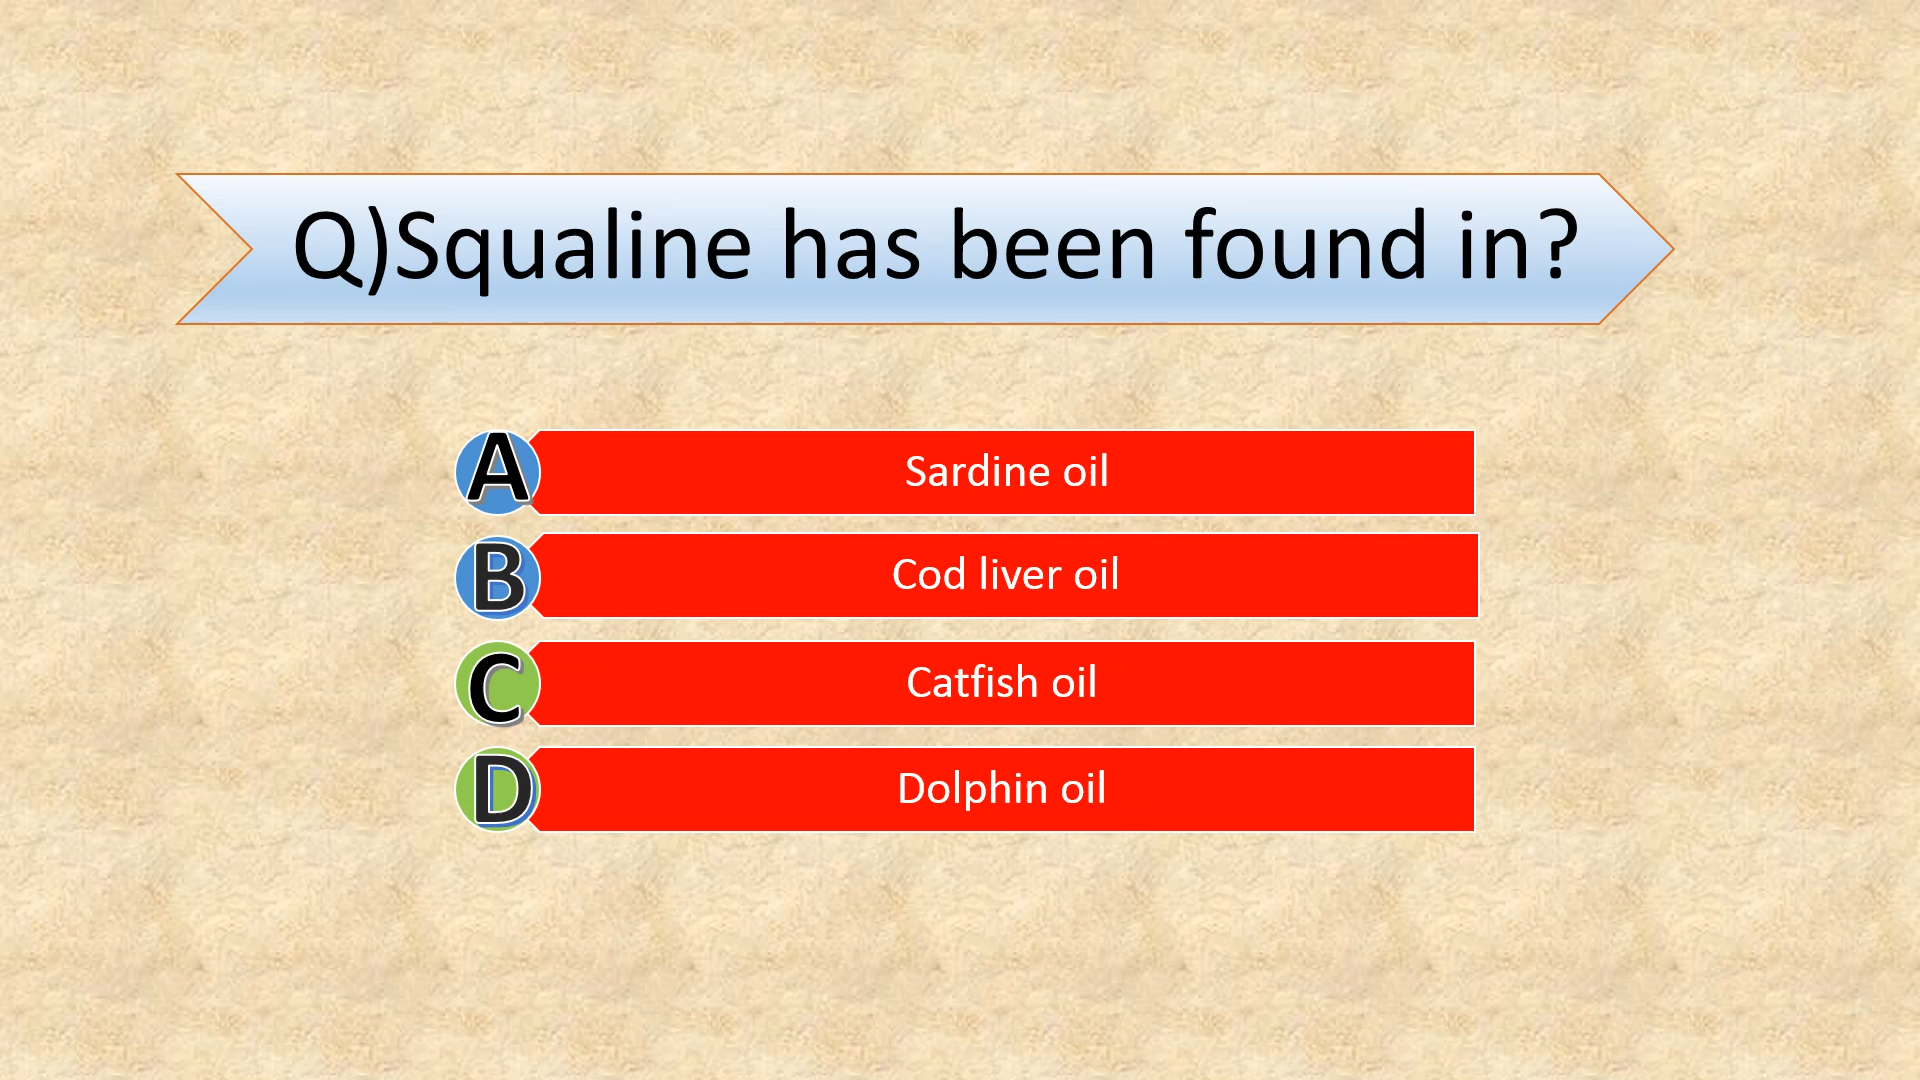 Q)Squaline has been found in?
A Sardine oil
B Cod liver oil
C Catfish oil
D Dolphin oil